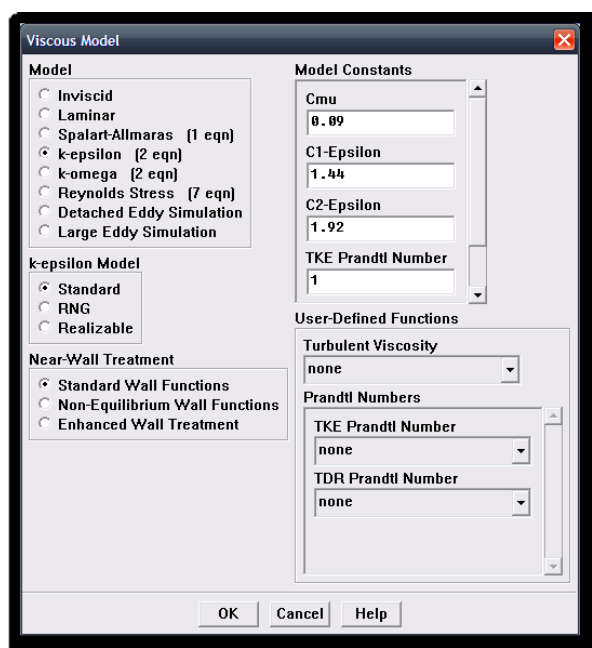 Viscous Model
Model
Inviscid
Laminar
Spalart-Allmaras (1 eqn)
k-epsilon (2 eqn)
k-omega (2 eqn)
Reynolds Stress (7 eqn)
Detached Eddy Simulation
Large Eddy Simulation
k-epsilon Model
Standard
RNG
Realizable
Near-Wall Treatment
Standard Wall Functions
Non-Equilibrium Wall Functions
Enhanced Wall Treatment
Model Constants
Cmu
0.09
C1-Epsilon
1.44
C2-Epsilon
1.92
TKE Prandtl Number
1
User-Defined Functions
Turbulent Viscosity
none
Prandtl Numbers
TKE Prandtl Number
none
TDR Prandtl Number
none
OK Cancel Help